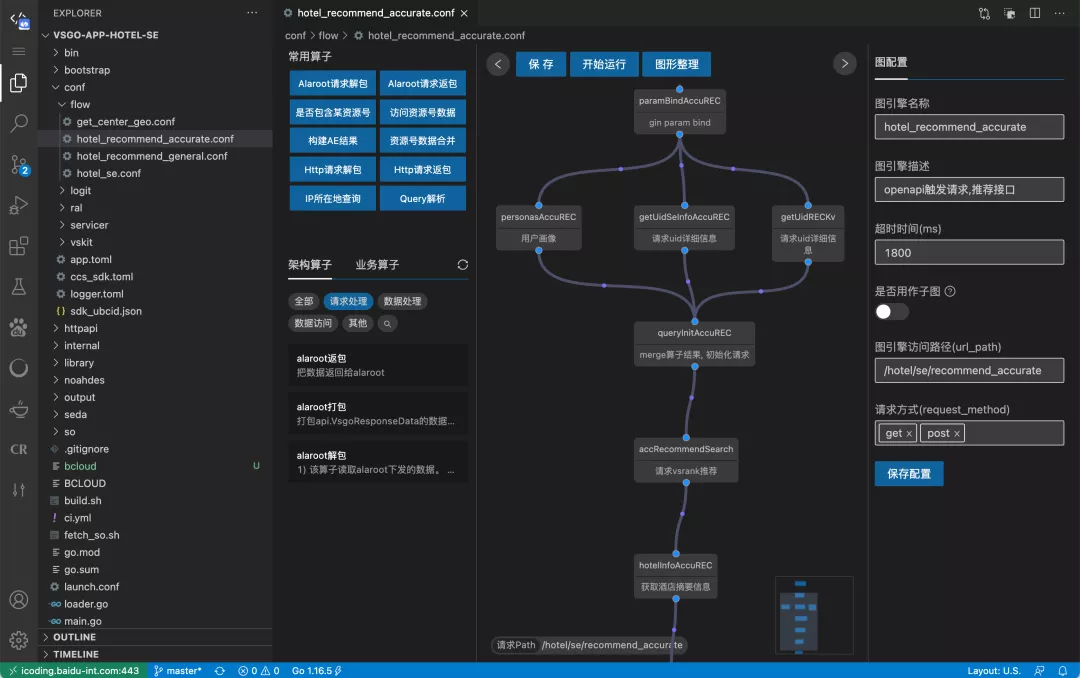 EXPLORER
VSGO-APP-HOTEL-SE
bin
bootstrap
conf
flow
get_center_geo.conf
hotel_recommend_accurate.conf
hotel_recommend_general.conf
hotel_se.conf
logit
ral
servicer
vskit
app.toml
ccs_sdk.toml
logger.toml
sdk_ubcid.json
httpapi
internal
library
noahdes
output
seda
so
.gitignore
bcloud U
BCLOUD
build.sh
ci.yml
fetch_so.sh
go.mod
go.sum
launch.conf
loader.go
main.go
OUTLINE
TIMELINE
2
CR
hotel_recommend_accurate.conf
conf > flow > hotel_recommend_accurate.conf
常用算子
Alaroot请求解包 Alaroot请求返包
是否包含某资源号 访问资源号数据
构建AE结果 资源号数据合并
Http请求解包 Http请求返包
IP所在地查询 Query解析
架构算子 业务算子
全部 请求处理 数据处理
数据访问 其他
alaroot返包
把数据返回给alaroot
alaroot打包
打包api.VsgoResponseData的数据...
alaroot解包
1) 该算子读取alaroot下发的数据。 ...
保 存 开始运行 图形整理
paramBindAccuREC
gin param bind
personasAccuREC
用户画像
getUidSeInfoAccuREC
请求uid详细信息
getUidRECKv
请求uid详细信
息
queryInitAccuREC
merge算子结果, 初始化请求
accRecommendSearch
请求vsrank推荐
hotelInfoAccuREC
获取酒店摘要信息
请求Path /hotel/se/recommend_accurate
图配置
图引擎名称
hotel_recommend_accurate
图引擎描述
openapi触发请求,推荐接口
超时时间(ms)
1800
是否用作子图
图引擎访问路径(url_path)
/hotel/se/recommend_accurate
请求方式(request_method)
get × post ×
保存配置
icoding.baidu-int.com:443 master* 0 0 Go 1.16.5 Layout: U.S.